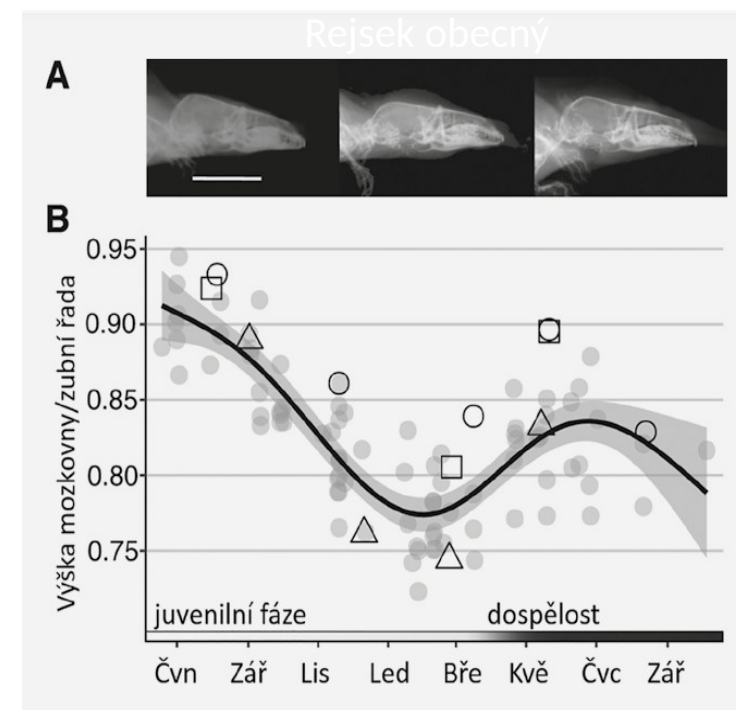 Rejsek obecný
A
B
0.95
0.90
0.85
0.80
0.75
Výška mozkovny/zubní řada
juvenilní fáze dospělost
Čvn Zář Lis Led Bře Kvě Čvc Zář